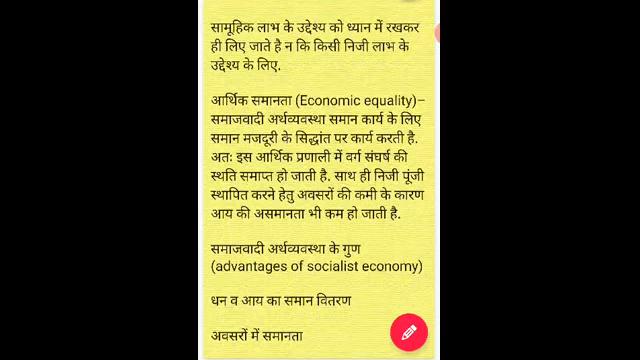 सामूहिक लाभ के उद्देश्य को ध्यान में रखकर
ही लिए जाते है न कि किसी निजी लाभ के
उद्देश्य के लिए.
आर्थिक समानता (Economic equality)–
समाजवादी अर्थव्यवस्था समान कार्य के लिए
समान मजदूरी के सिद्धांत पर कार्य करती है.
अतः इस आर्थिक प्रणाली में वर्ग संघर्ष की
स्थति समाप्त हो जाती है. साथ ही निजी पूंजी
स्थापित करने हेतु अवसरों की कमी के कारण
आय की असमानता भी कम हो जाती है.
समाजवादी अर्थव्यवस्था के गुण
(advantages of socialist economy)
धन व आय का समान वितरण
अवसरों में समानता